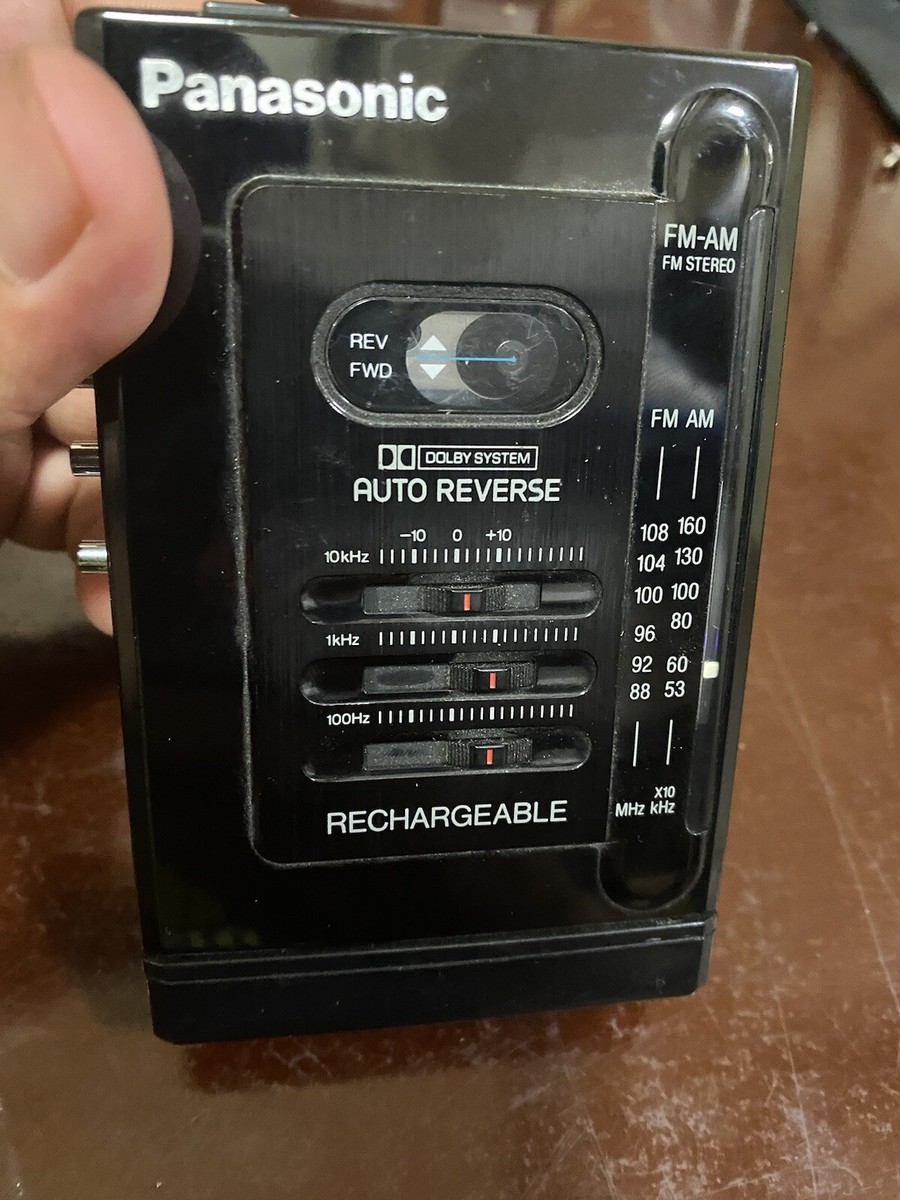 Panasonic
FM-AM
FM STEREO
REV
FWD
DOLBY SYSTEM
AUTO REVERSE
-10 0 +10
10kHz
1kHz
100Hz
RECHARGEABLE
FM AM
108 160
104 130
100 100
96 80
92 60
88 53
X10
MHz kHz